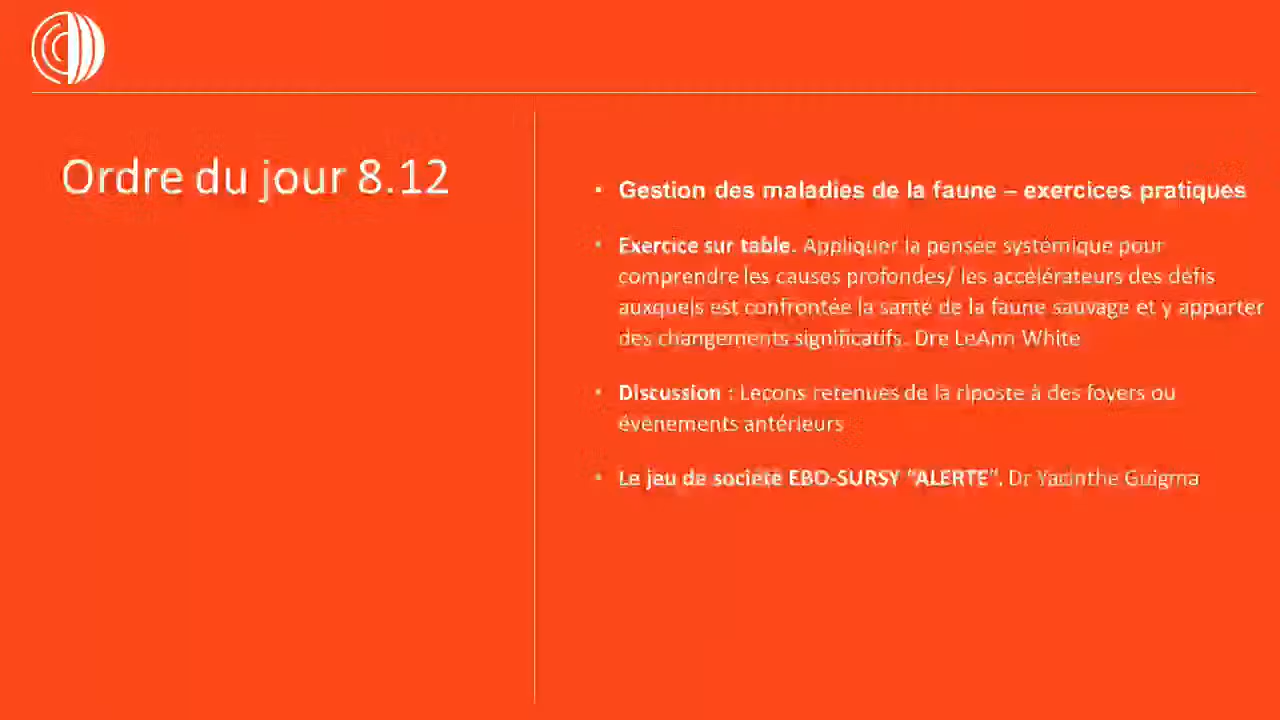 Ordre du jour 8.12
• Gestion des maladies de la faune – exercices pratiques
• Exercice sur table. Appliquer la pensée systémique pour
comprendre les causes profondes/ les accélérateurs des défis
auxquels est confrontée la santé de la faune sauvage et y apporter
des changements significatifs. Dre LeAnn White
• Discussion : Leçons retenues de la riposte à des foyers ou
évènements antérieurs
• Le jeu de société EBO-SURSY "ALERTE". Dr Yacinthe Guigma